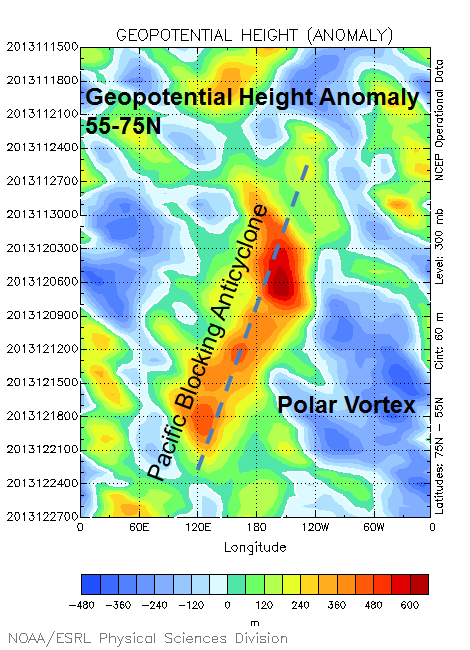 GEOPOTENTIAL HEIGHT (ANOMALY)
2013111500
2013111800
2013112100
2013112400
2013112700
2013113000
2013120300
2013120600
2013120900
2013121200
2013121500
2013121800
2013122100
2013122400
2013122700
Geopotential Height Anomaly
55-75N
Pacific Blocking Anticyclone
Polar Vortex
NCEP Operational Data
Level: 300 mb
Cint: 60 m
Latitudes: 75N – 55N
0 60E 120E 180 120W 60W 0
Longitude
−480 −360 −240 −120 0 120 240 360 480 600
m
NOAA/ESRL Physical Sciences Division